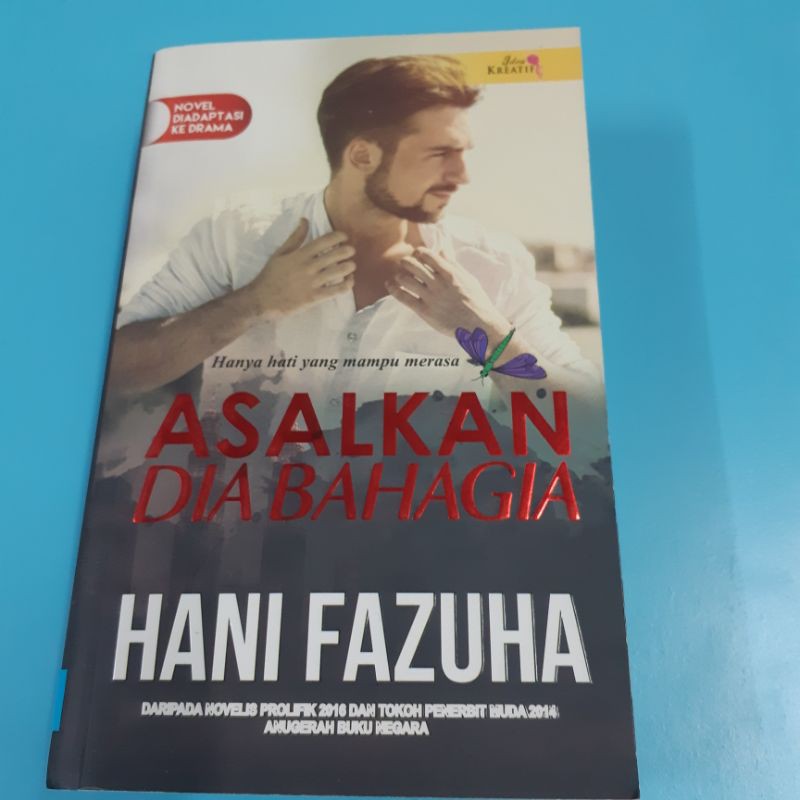 Idea
KREATIF
NOVEL
DIADAPTASI
KE DRAMA
Hanya hati yang mampu merasa
ASALKAN
DIA BAHAGIA
HANI FAZUHA
DARIPADA NOVELIS PROLIFIK 2016 DAN TOKOH PENERBIT MUDA 2014
ANUGERAH BUKU NEGARA